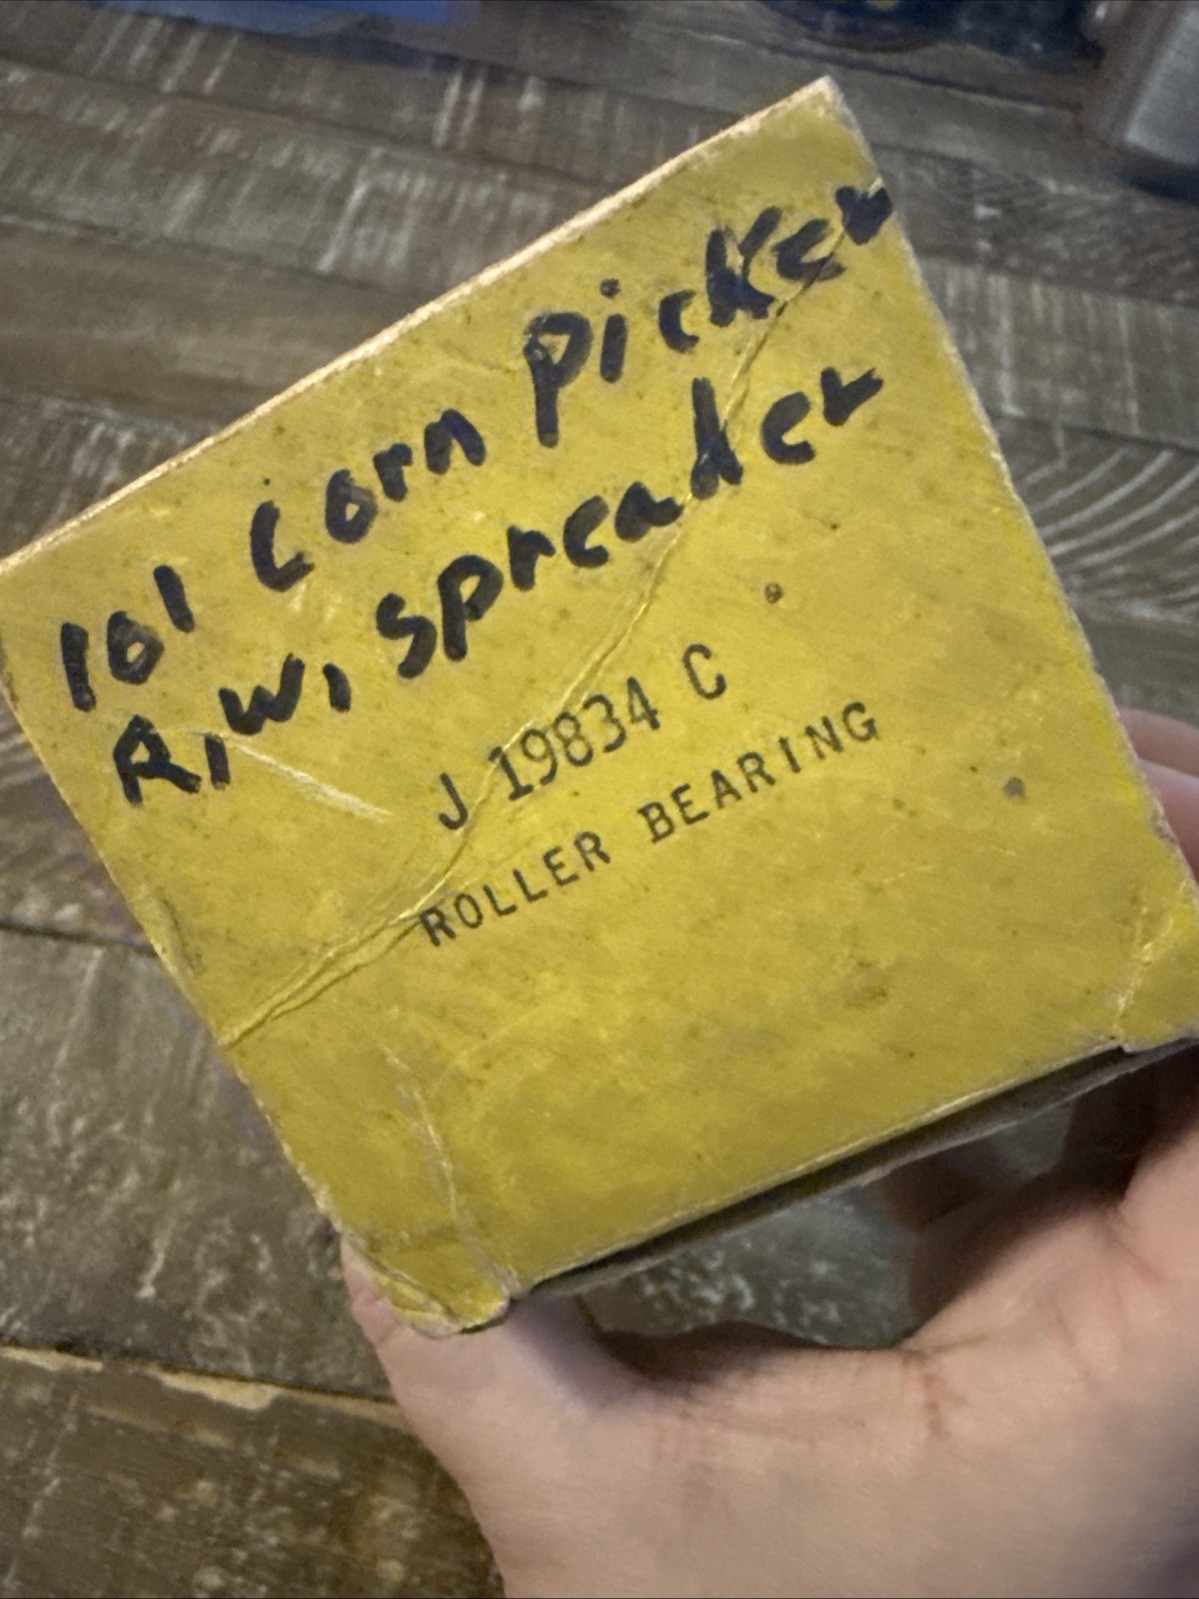 101 Corn Picker
R,W, Spreader
J 19834 C
ROLLER BEARING